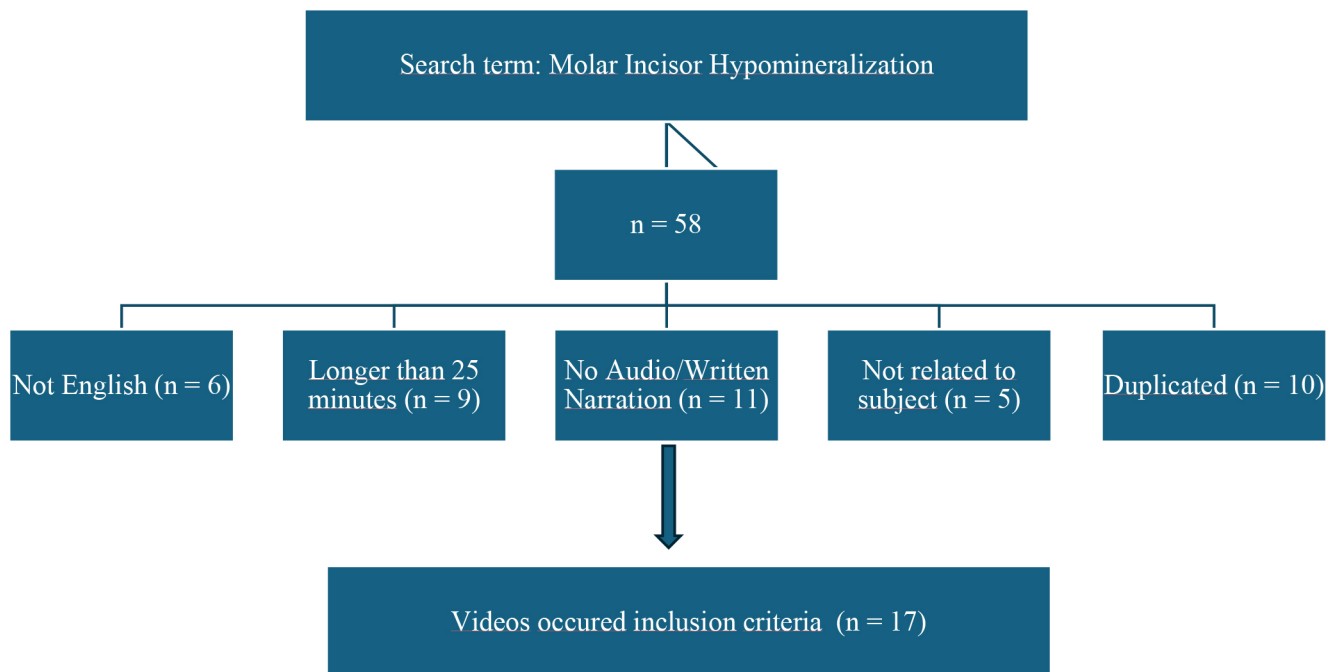 Search term: Molar Incisor Hypomineralization
n = 58
Not English (n = 6)
Longer than 25
minutes (n = 9)
No Audio/Written
Narration (n = 11)
Not related to
subject (n = 5)
Duplicated (n = 10)
Videos occured inclusion criteria (n = 17)